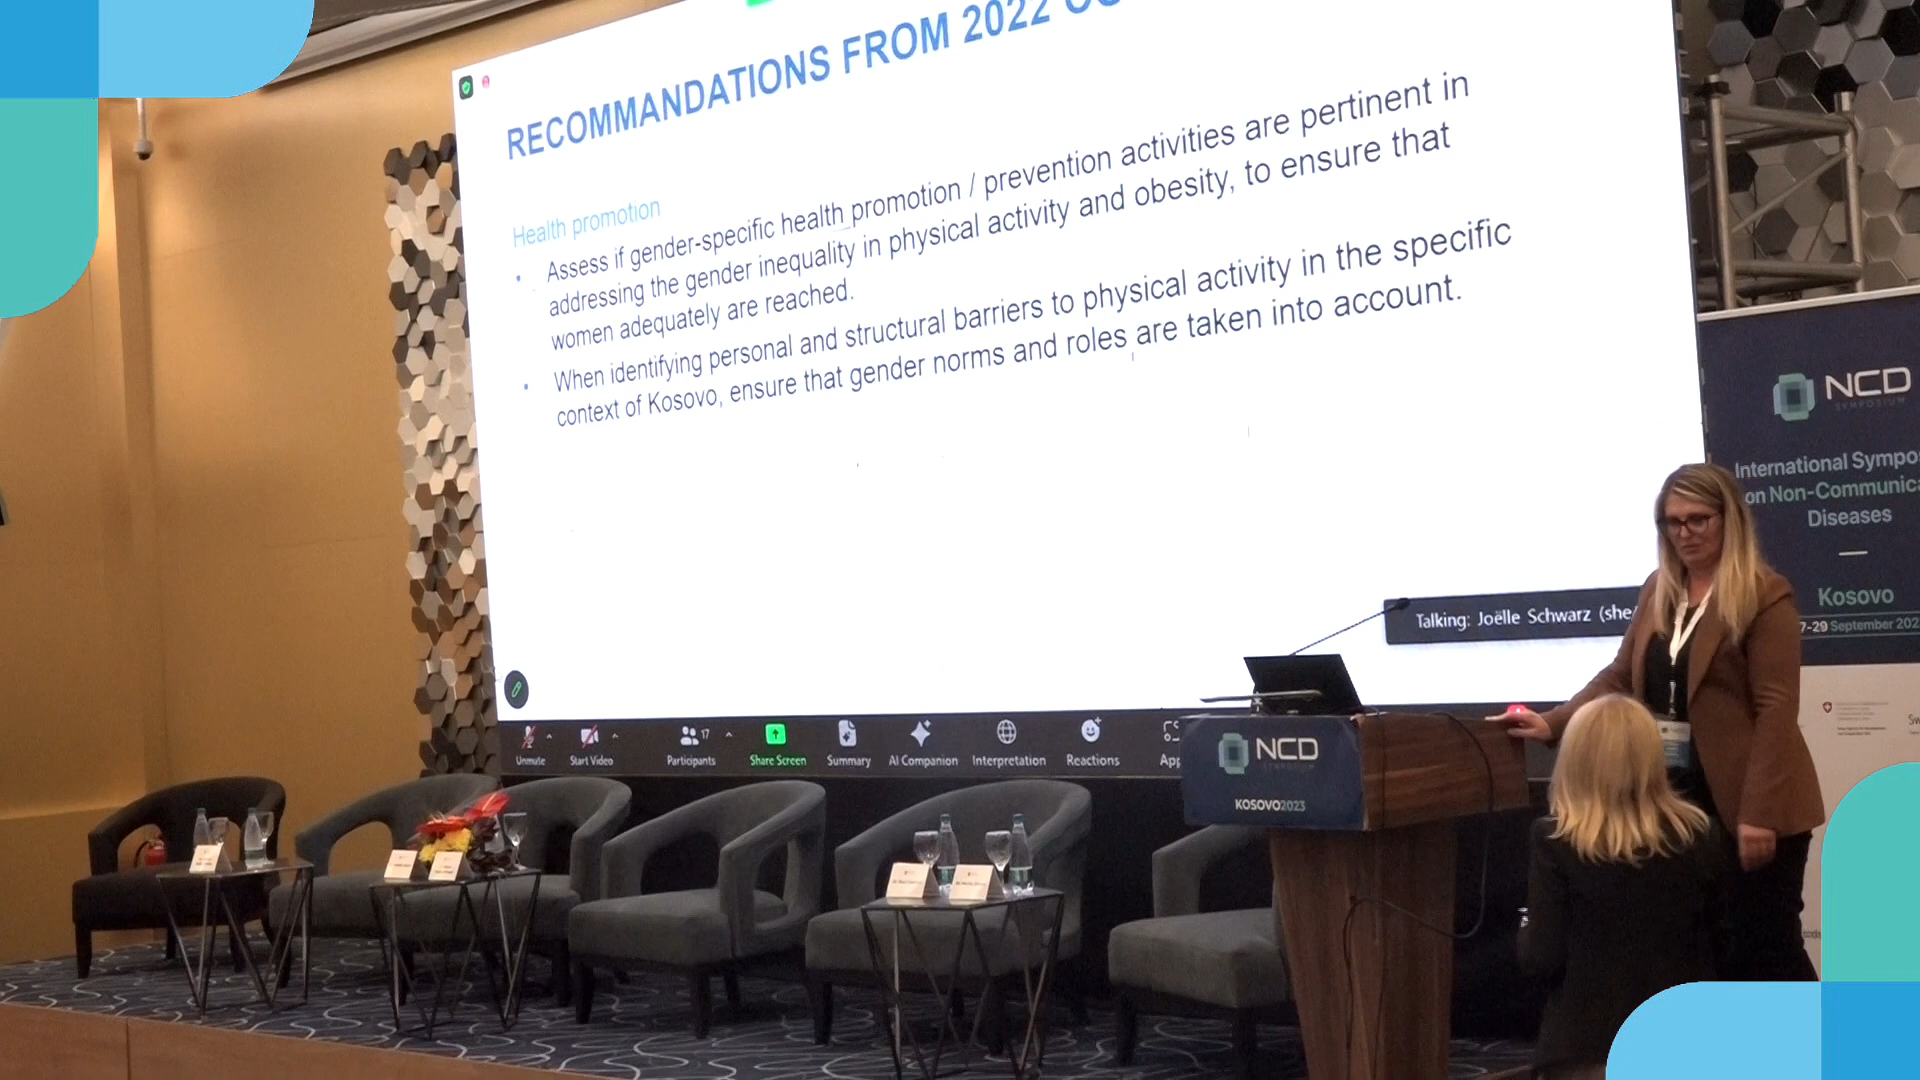 RECOMMANDATIONS FROM 2022
Health promotion
• Assess if gender-specific health promotion / prevention activities are pertinent in
addressing the gender inequality in physical activity and obesity, to ensure that
women adequately are reached.
• When identifying personal and structural barriers to physical activity in the specific
context of Kosovo, ensure that gender norms and roles are taken into account.
Talking: Joëlle Schwarz (she/
Unmute
Start Video
Participants
17
Share Screen
Summary
AI Companion
Interpretation
Reactions
App
NCD
SYMPOSIUM
International Sympo
on Non-Communica
Diseases
Kosovo
7-29 September 202
NCD
SYMPOSIUM
KOSOVO2023